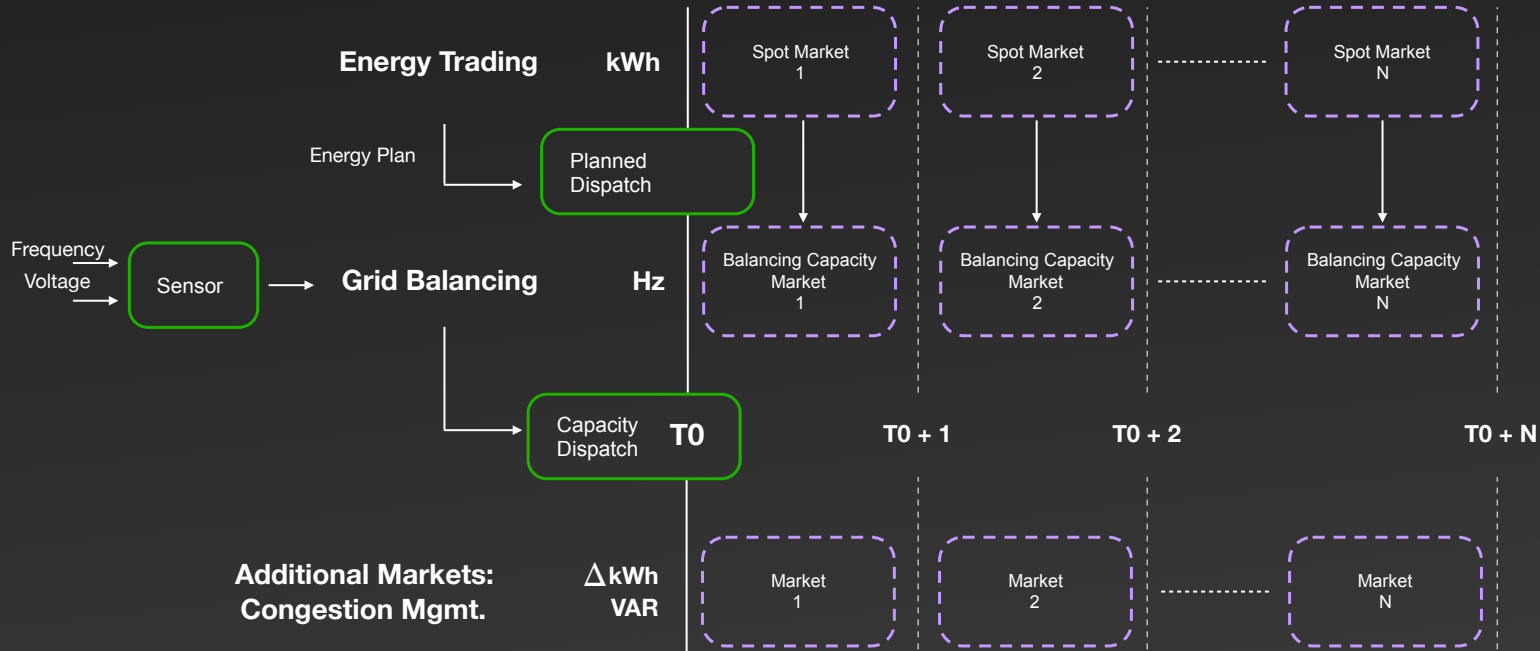 Energy Trading
kWh
Spot Market
1
Spot Market
2
Spot Market
N
Energy Plan
Planned
Dispatch
Frequency
Voltage
Sensor
Grid Balancing
Hz
Balancing Capacity
Market
1
Balancing Capacity
Market
2
Balancing Capacity
Market
N
Capacity
Dispatch
T0
T0 + 1
T0 + 2
T0 + N
Additional Markets:
Congestion Mgmt.
Δ kWh
VAR
Market
1
Market
2
Market
N